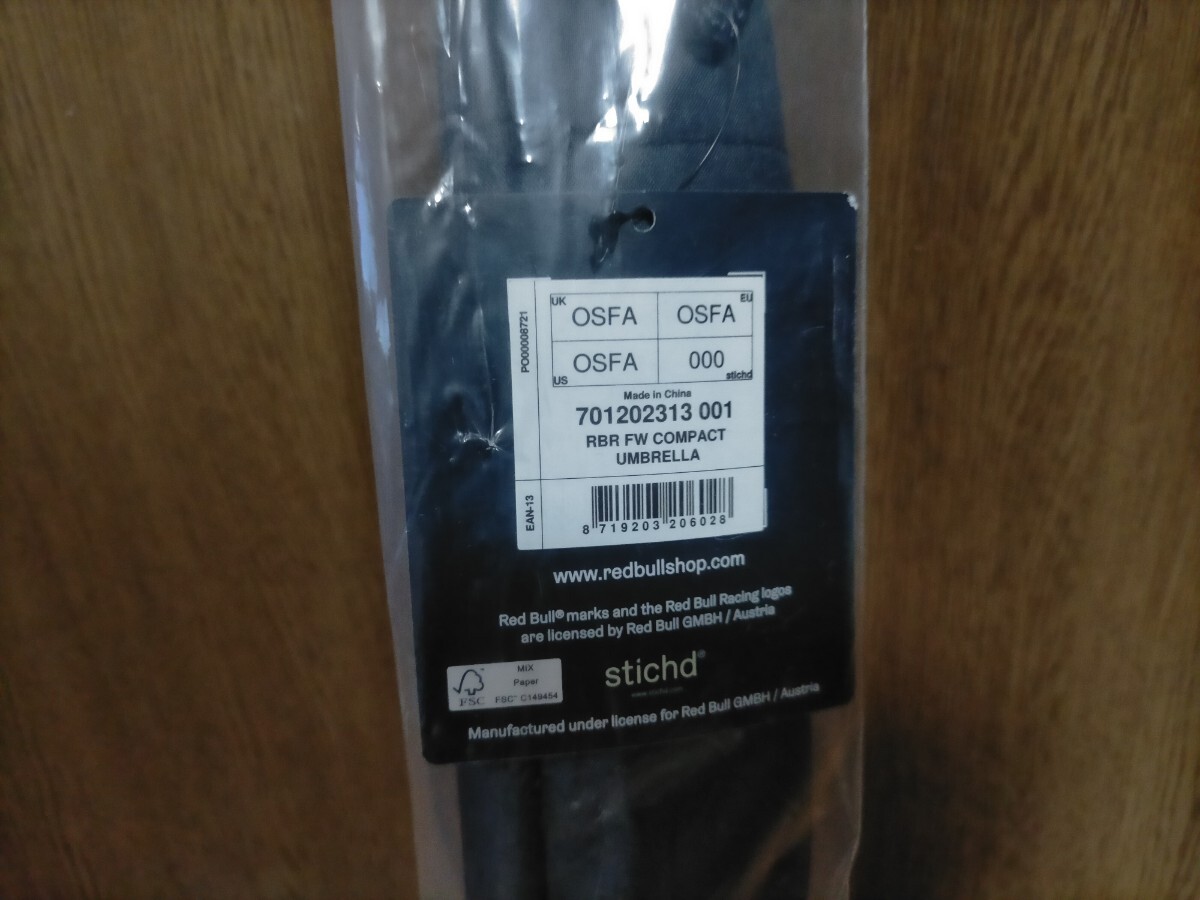 PO00008721
UK
OSFA
EU
OSFA
US
OSFA
000
stichd
Made in China
701202313 001
RBR FW COMPACT
UMBRELLA
EAN-13
8 719203 206028
www.redbullshop.com
Red Bull® marks and the Red Bull Racing logos
are licensed by Red Bull GMBH / Austria
MIX
Paper
FSC
FSC™ C149454
stichd®
Manufactured under license for Red Bull GMBH / Austria